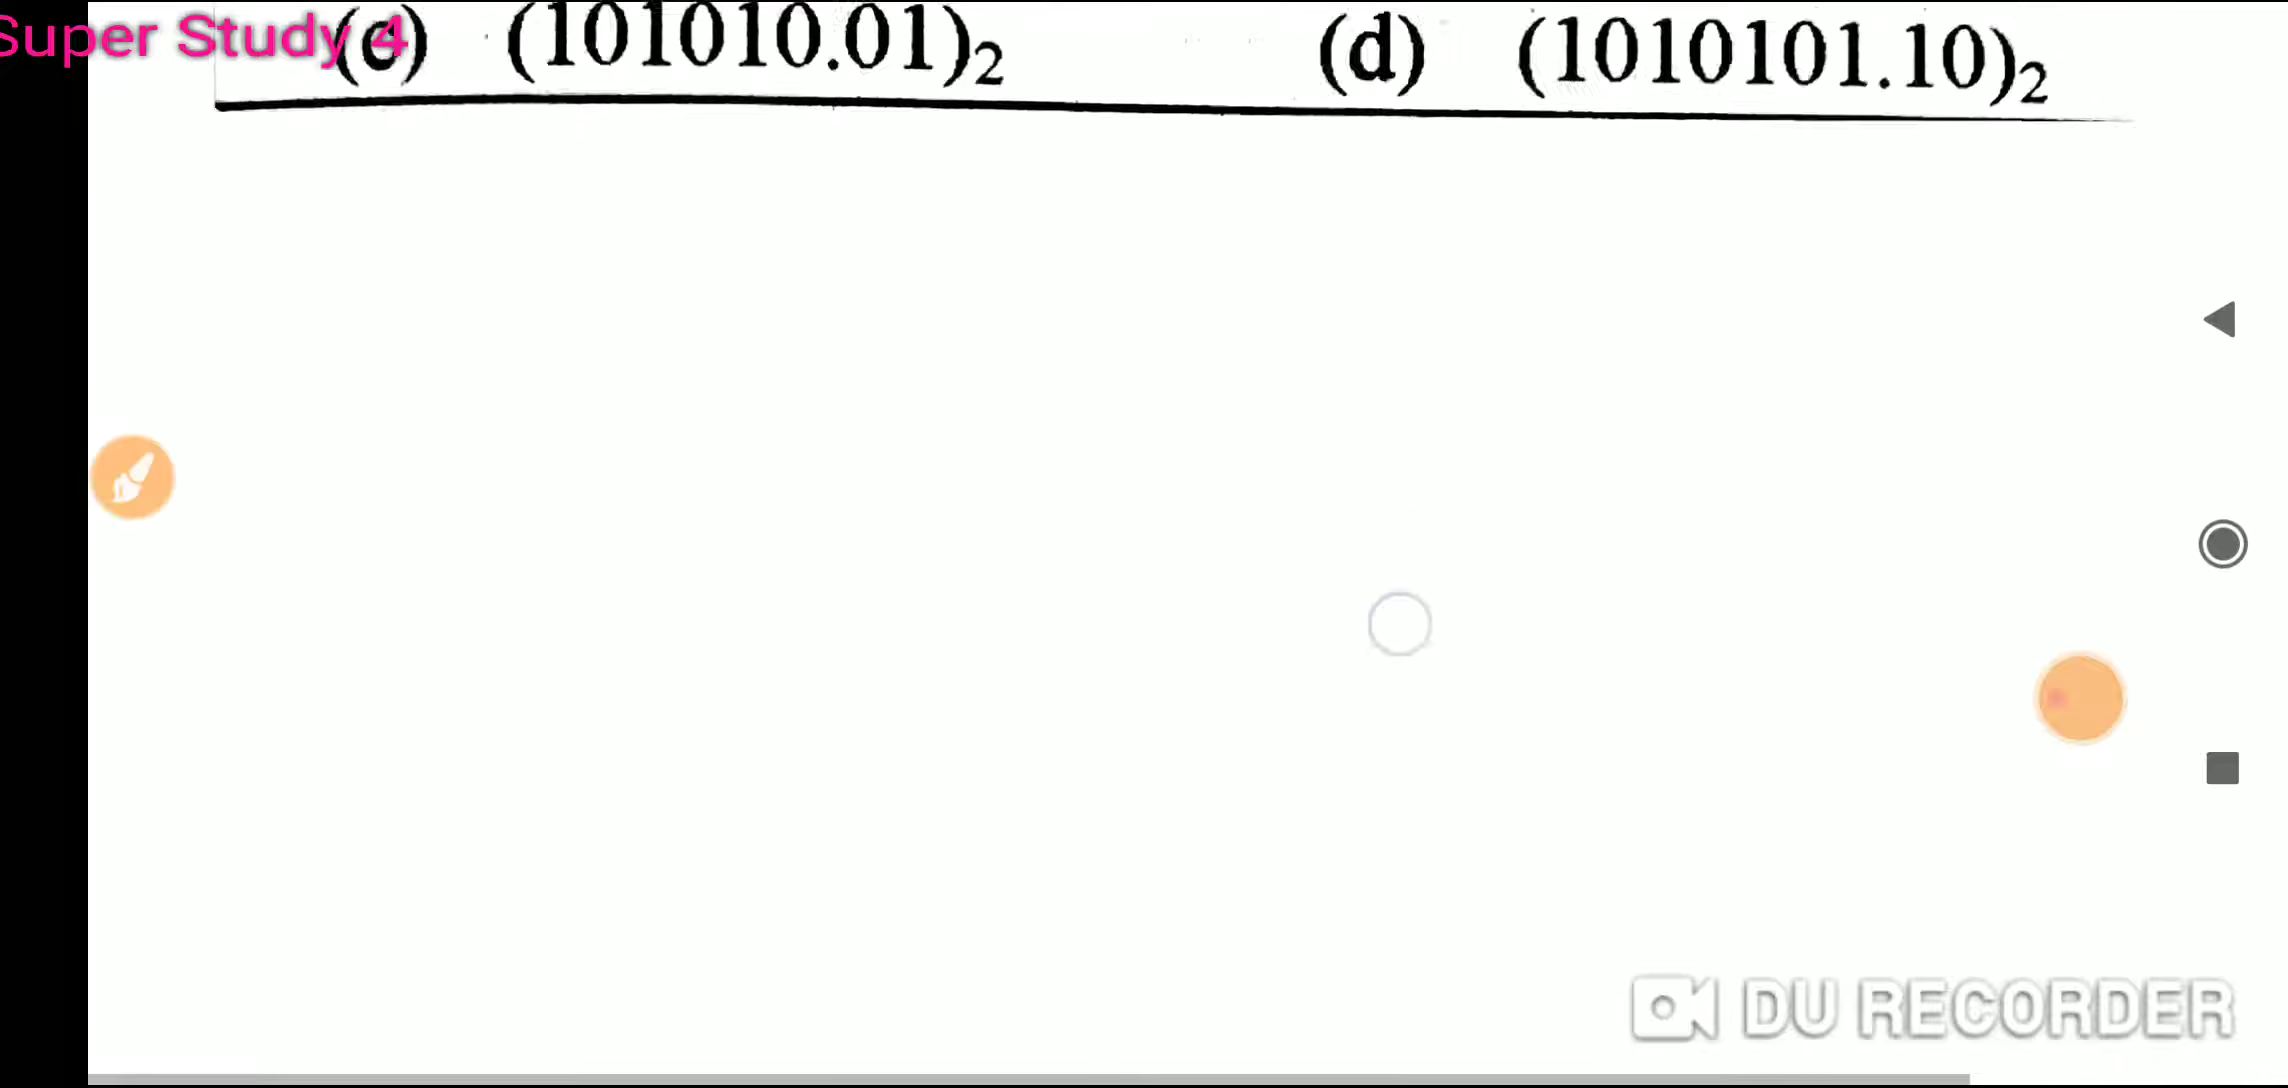 Super Study 4
(c) (101010.01)₂ (d) (1010101.10)₂
DU RECORDER